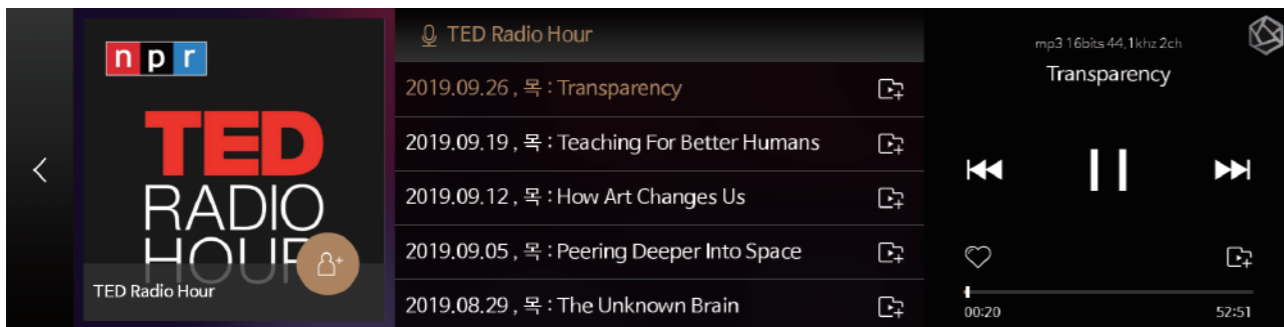 npr
TED
RADIO
HOUR
TED Radio Hour
TED Radio Hour
2019.09.26 , 목 : Transparency
2019.09.19 , 목 : Teaching For Better Humans
2019.09.12 , 목 : How Art Changes Us
2019.09.05 , 목 : Peering Deeper Into Space
2019.08.29 , 목 : The Unknown Brain
mp3 16bits 44,1khz 2ch
Transparency
00:20
52:51